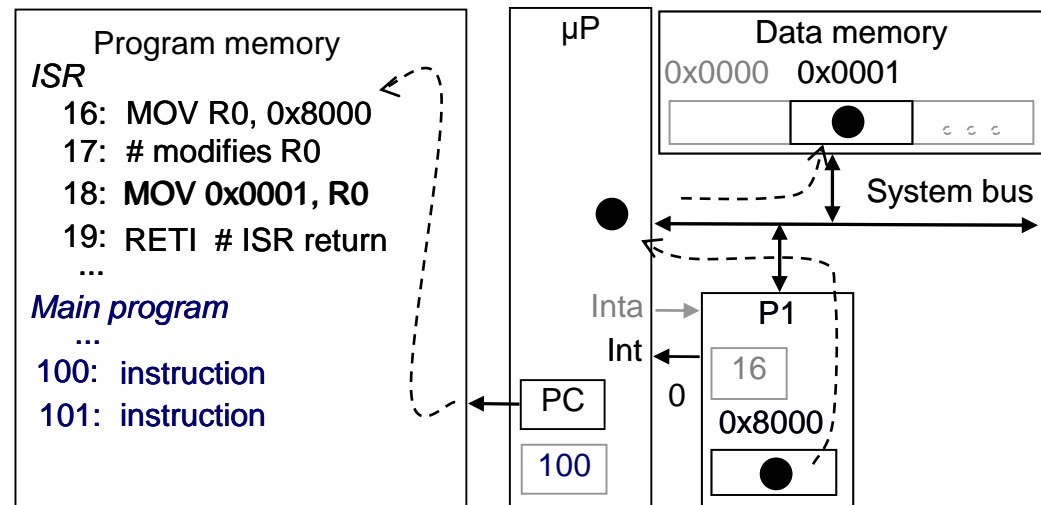 Program memory
ISR
16: MOV R0, 0x8000
17: # modifies R0
18: MOV 0x0001, R0
19: RETI # ISR return
...
Main program
...
100: instruction
101: instruction
µP
Inta
Int
PC
100
Data memory
0x0000 0x0001
System bus
P1
16
0
0x8000